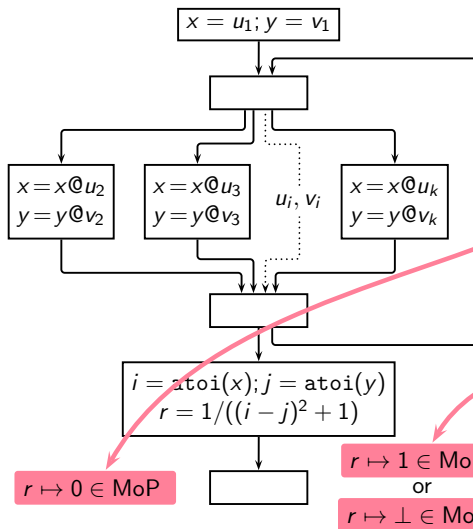 x = u₁; y = v₁
x = x@u₂
y = y@v₂
x = x@u₃
y = y@v₃
uᵢ, vᵢ
x = x@uₖ
y = y@vₖ
i = atoi(x); j = atoi(y)
r = 1/((i − j)² + 1)
r ↦ 0 ∈ MoP
r ↦ 1 ∈ Mo
or
r ↦ ⊥ ∈ Mo